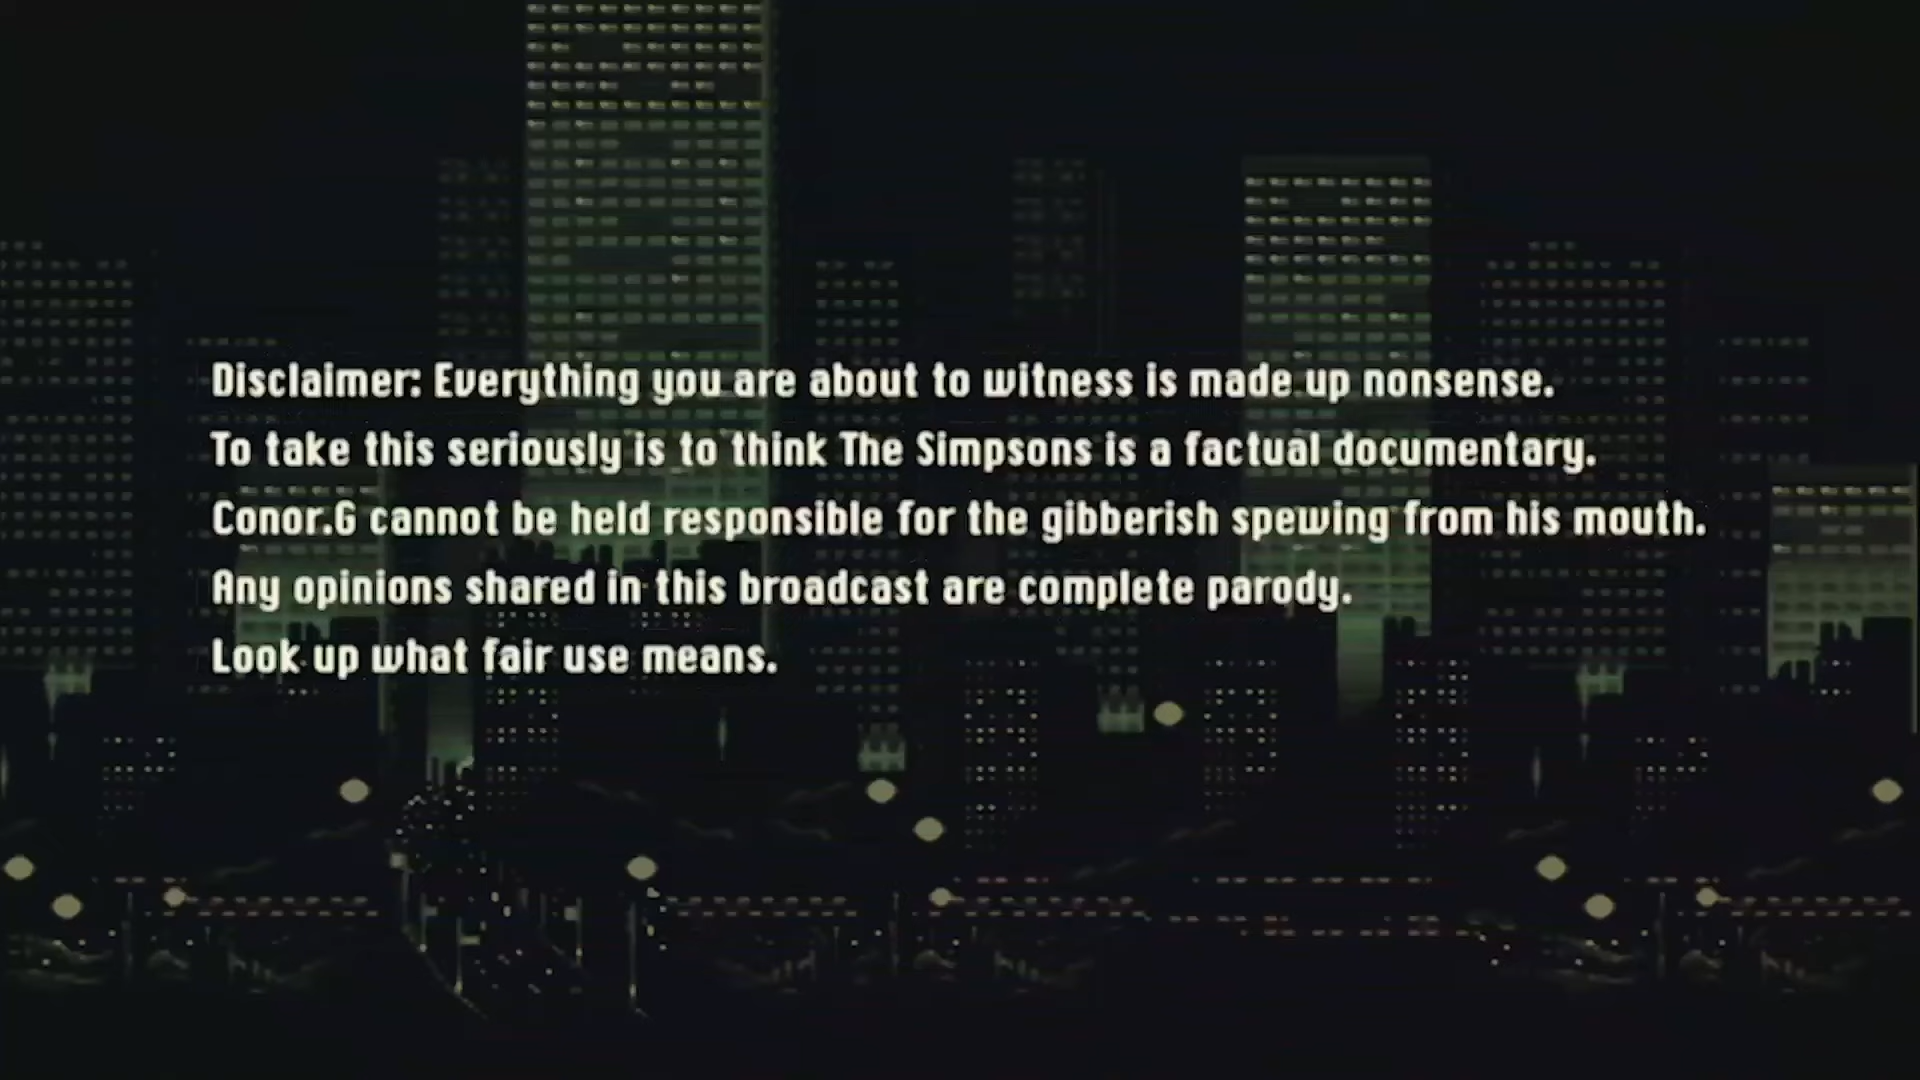 Disclaimer: Everything you are about to witness is made up nonsense.
To take this seriously is to think The Simpsons is a factual documentary.
Conor.G cannot be held responsible for the gibberish spewing from his mouth.
Any opinions shared in this broadcast are complete parody.
Look up what fair use means.